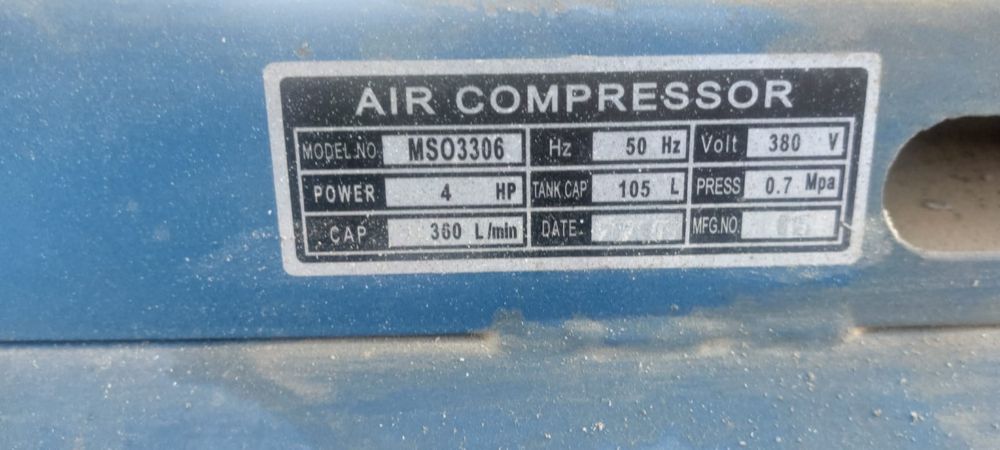 AIR COMPRESSOR
MODEL.NO. MSO3306 Hz 50 Hz Volt 380 V
POWER 4 HP TANK CAP 105 L PRESS 0.7 Mpa
CAP 360 L/min DATE: MFG.NO.